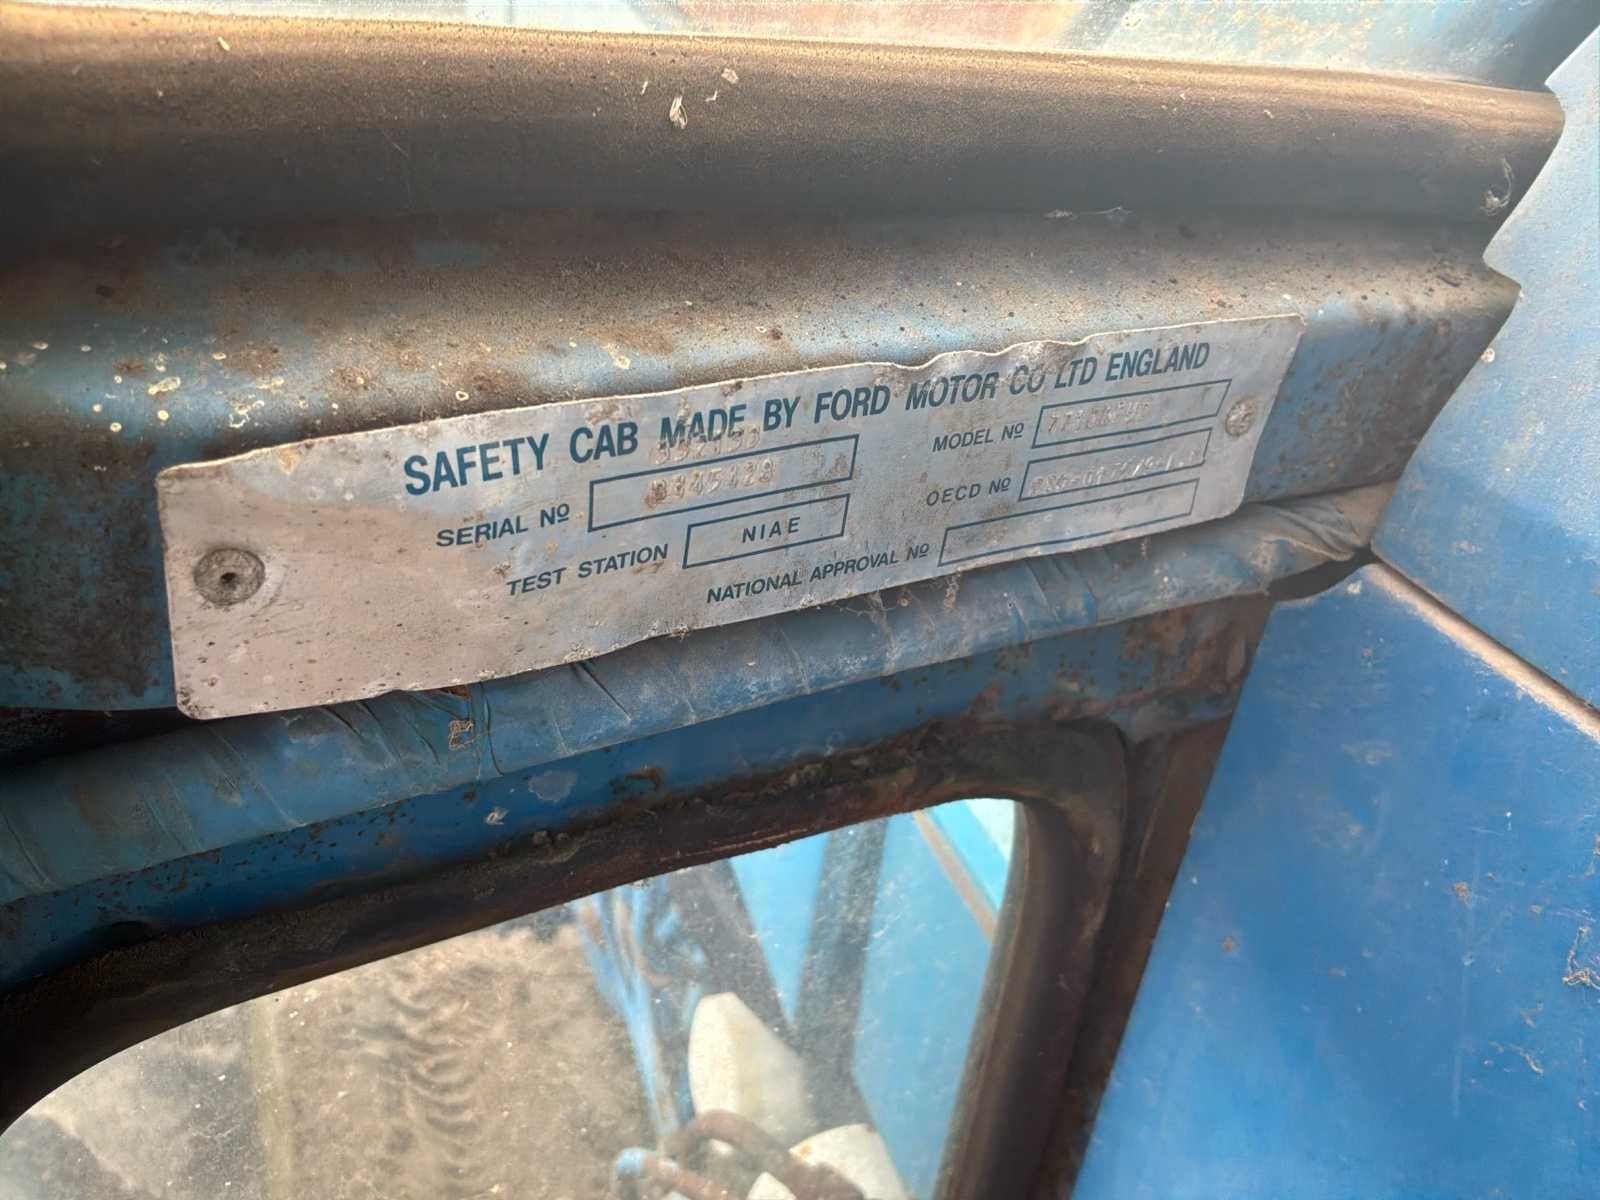 SAFETY CAB MADE BY FORD MOTOR CO LTD ENGLAND
SERIAL Nº
MODEL Nº
TEST STATION NIAE
OECD Nº
NATIONAL APPROVAL Nº